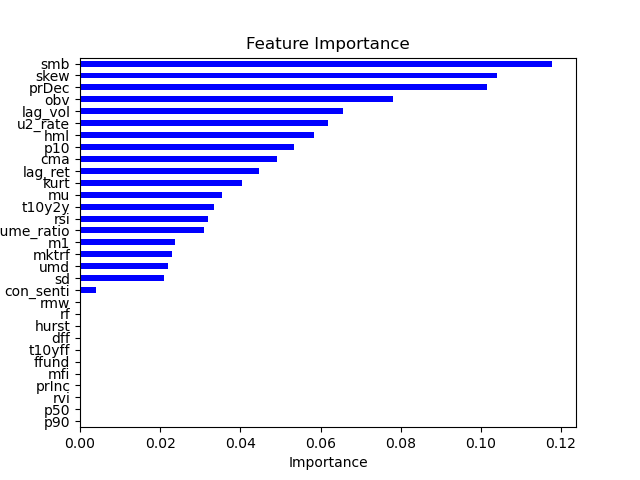 Feature Importance
smb
skew
prDec
obv
lag_vol
u2_rate
hml
p10
cma
lag_ret
kurt
mu
t10y2y
rsi
ume_ratio
m1
mktrf
umd
sd
con_senti
rmw
rf
hurst
dff
t10yff
ffund
mfi
prInc
rvi
p50
p90
0.00 0.02 0.04 0.06 0.08 0.10 0.12
Importance